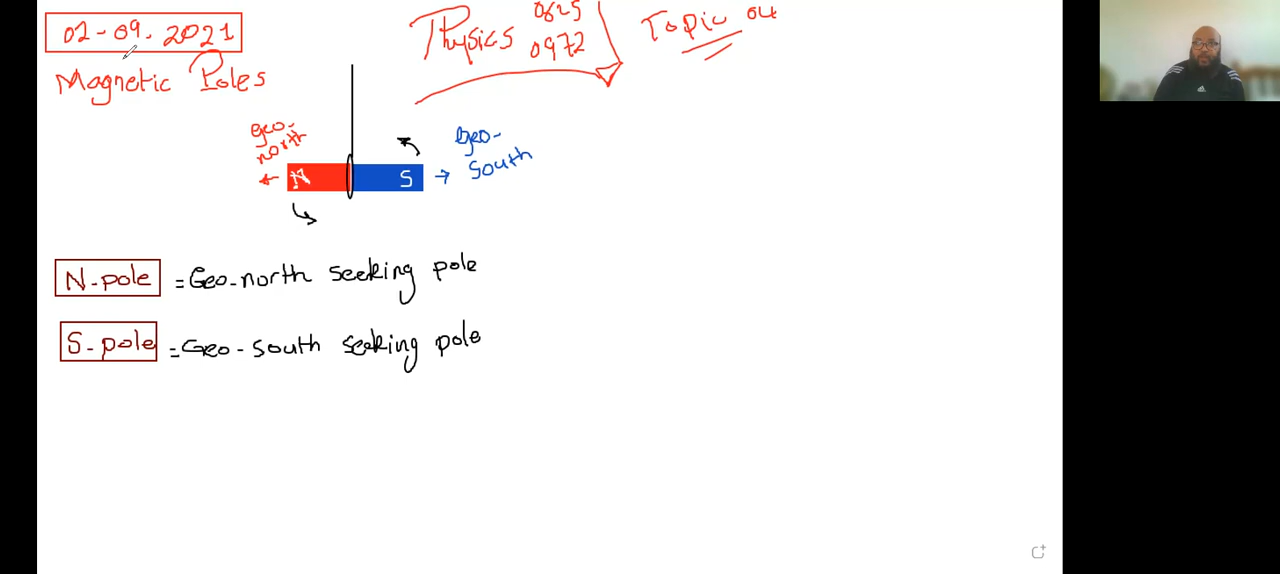 02-09.2021
Magnetic Poles
Physics 0625
0972
Topic 04
geo-
north
geo-
south
N
S
N-pole = Geo-north seeking pole
S-pole = Geo-south seeking pole